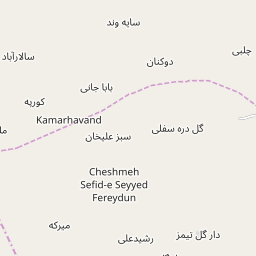 سایه وند
چلبی
سالارآباد
دوکنان
بابا جانی
کورپه
Kamarhavand
گل دره سفلی
سبز علیخان
Cheshmeh
Sefid-e Seyyed
Fereydun
میرکه
رشیدعلی
دار گل تیمز